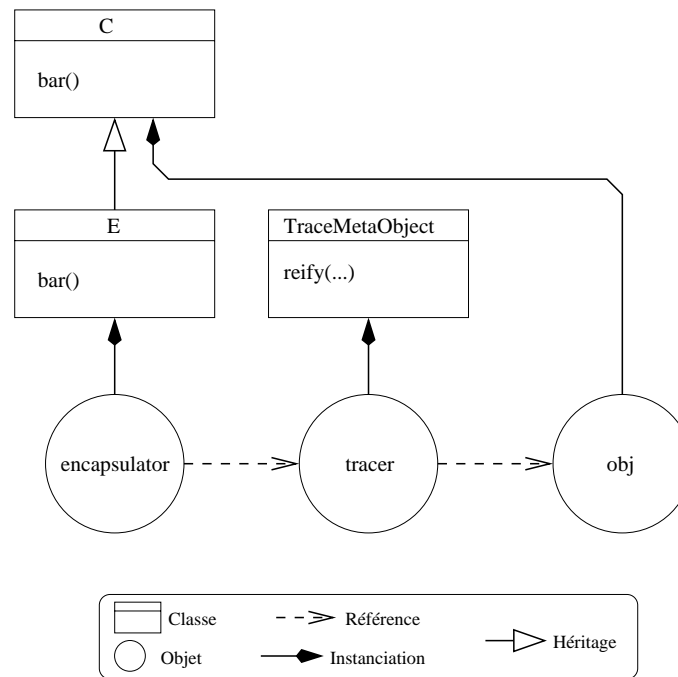 C
bar()
E
TraceMetaObject
bar()
reify(...)
encapsulator
tracer
obj
Classe
Référence
Héritage
Objet
Instanciation